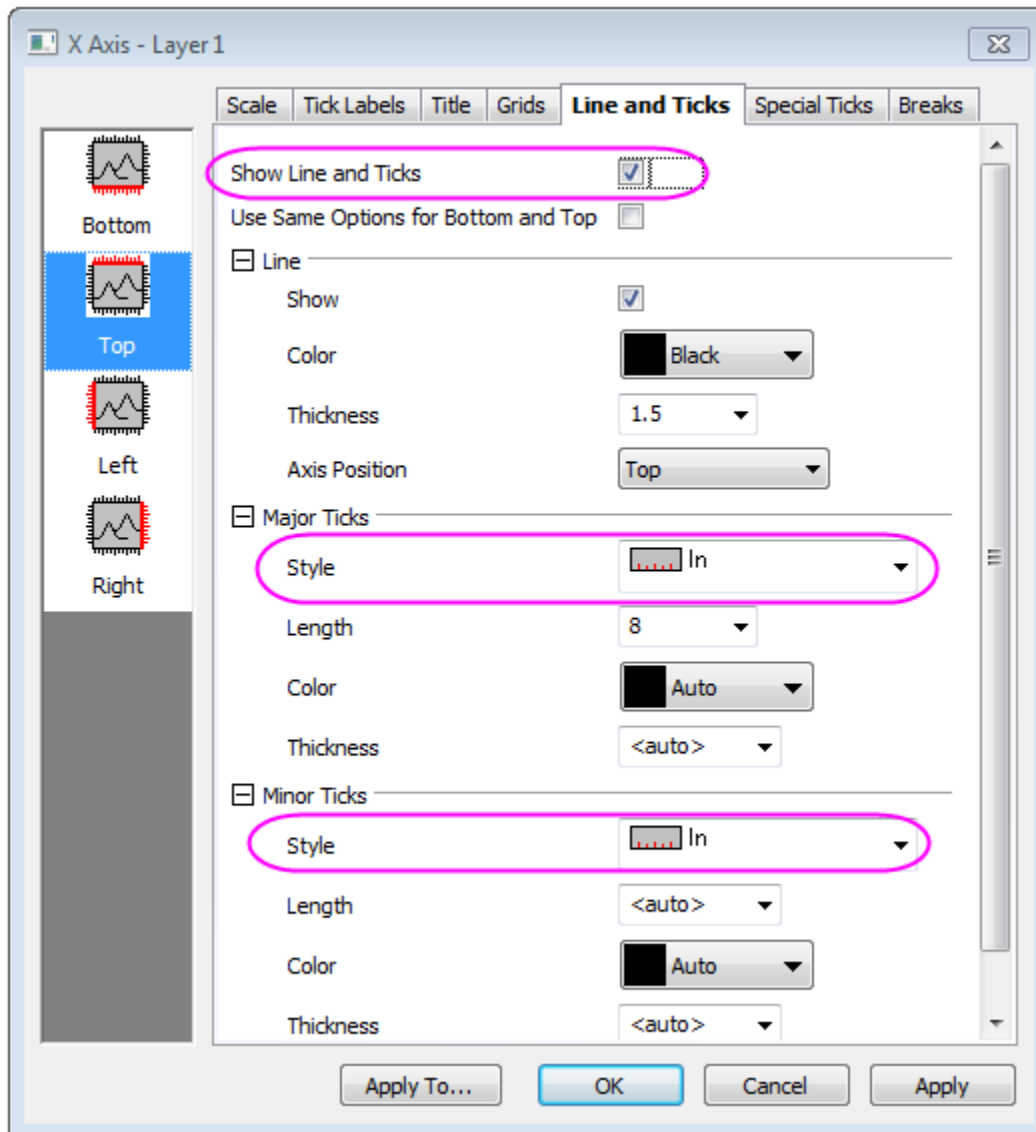 X Axis - Layer 1
Scale Tick Labels Title Grids Line and Ticks Special Ticks Breaks
Bottom
Top
Left
Right
Show Line and Ticks
Use Same Options for Bottom and Top
Line
Show
Color Black
Thickness 1.5
Axis Position Top
Major Ticks
Style In
Length 8
Color Auto
Thickness <auto>
Minor Ticks
Style In
Length <auto>
Color Auto
Thickness <auto>
Apply To... OK Cancel Apply